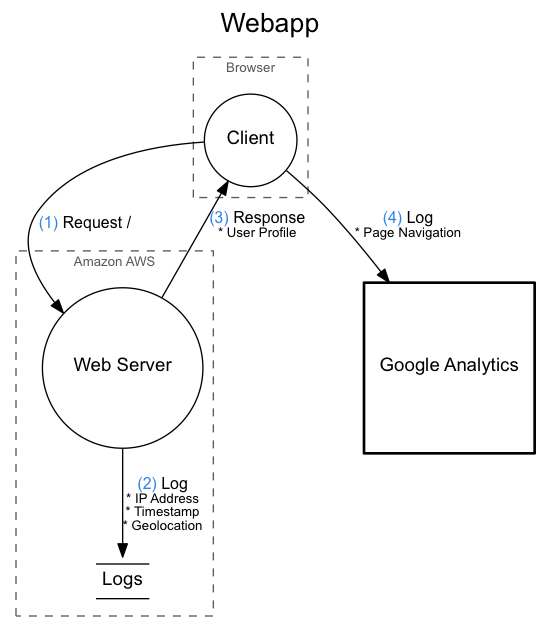 Webapp
Browser
Client
(1) Request /
(3) Response
* User Profile
(4) Log
* Page Navigation
Amazon AWS
Web Server
Google Analytics
(2) Log
* IP Address
* Timestamp
* Geolocation
Logs